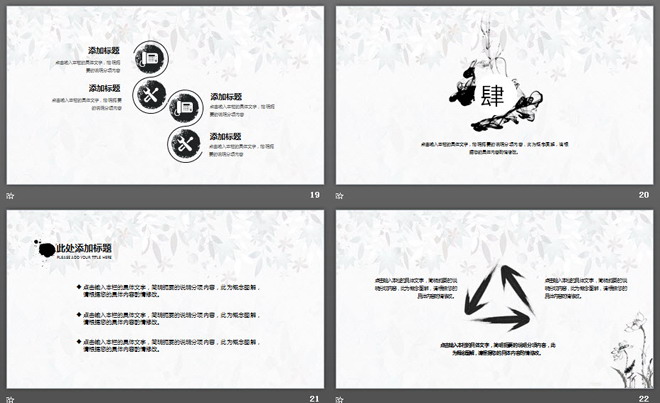 添加标题
点击输入本栏的具体文字，简明扼
要的说明分项内容
添加标题
点击输入本栏的具体文字，简明扼要
的说明分项内容
添加标题
点击输入本栏的具体文字，简明扼
要的说明分项内容
添加标题
点击输入本栏的具体文字，简明扼
要的说明分项内容
19
肆
点击输入本栏的具体文字，简明扼要的说明分项内容，此为概念图解，请根
据您的具体内容酌情修改。
20
此处添加标题
PLEASE ADD YOUR TITLE HERE
点击输入本栏的具体文字，简明扼要的说明分项内容，此为概念图解，
请根据您的具体内容酌情修改。
点击输入本栏的具体文字，简明扼要的说明分项内容，此为概念图解，
请根据您的具体内容酌情修改。
点击输入本栏的具体文字，简明扼要的说明分项内容，此为概念图解，
请根据您的具体内容酌情修改。
21
点击输入本栏的具体文字，简明扼要的说
明分项内容，此为概念图解，请根据您的
具体内容酌情修改。
点击输入本栏的具体文字，简明扼要的说
明分项内容，此为概念图解，请根据您的
具体内容酌情修改。
点击输入本栏的具体文字，简明扼要的说明分项内容，此
为概念图解，请根据您的具体内容酌情修改。
22